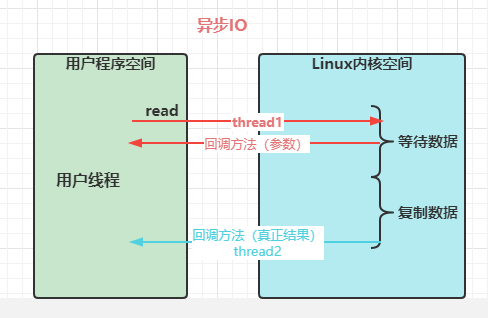 异步IO
用户程序空间
Linux内核空间
read
thread1
回调方法（参数）
等待数据
用户线程
复制数据
回调方法（真正结果）
thread2